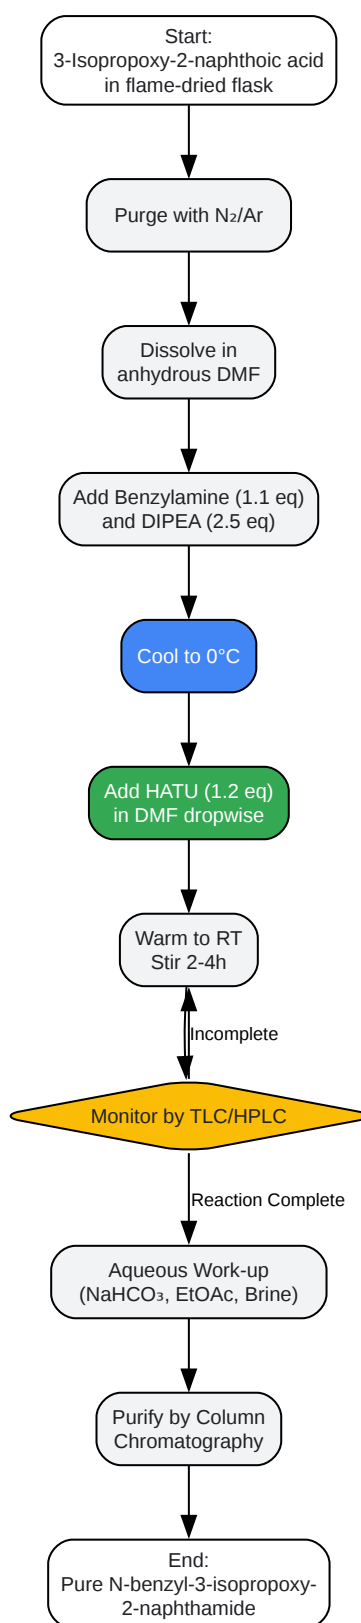 Start:
3-Isopropoxy-2-naphthoic acid
in flame-dried flask
Purge with N₂/Ar
Dissolve in
anhydrous DMF
Add Benzylamine (1.1 eq)
and DIPEA (2.5 eq)
Cool to 0°C
Add HATU (1.2 eq)
in DMF dropwise
Warm to RT
Stir 2-4h
Incomplete
Monitor by TLC/HPLC
Reaction Complete
Aqueous Work-up
(NaHCO₃, EtOAc, Brine)
Purify by Column
Chromatography
End:
Pure N-benzyl-3-isopropoxy-
2-naphthamide